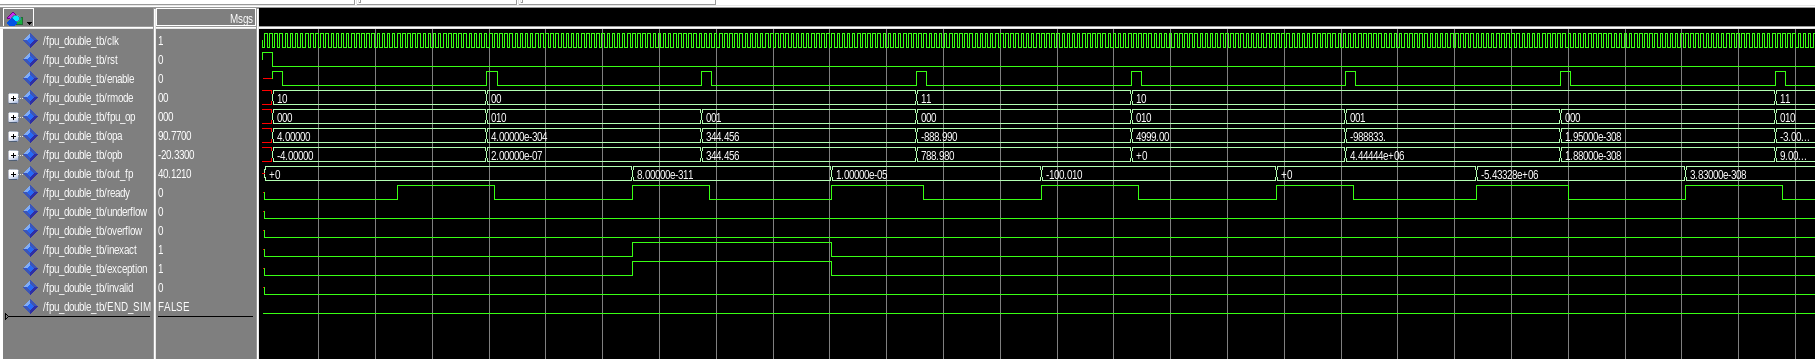 Msgs
/fpu_double_tb/clk 1
/fpu_double_tb/rst 0
/fpu_double_tb/enable 0
/fpu_double_tb/rmode 00 10 00 11 10 11
/fpu_double_tb/fpu_op 000 000 010 001 000 010 001 000 010
/fpu_double_tb/opa 90.7700 4.00000 4.00000e-304 344.456 -888.990 4999.00 -988833. 1.95000e-308 -3.00...
/fpu_double_tb/opb -20.3300 -4.00000 2.00000e-07 344.456 788.980 +0 4.44444e+06 1.88000e-308 9.00...
/fpu_double_tb/out_fp 40.1210 +0 8.00000e-311 1.00000e-05 -100.010 +0 -5.43328e+06 3.83000e-308
/fpu_double_tb/ready 0
/fpu_double_tb/underflow 0
/fpu_double_tb/overflow 0
/fpu_double_tb/inexact 1
/fpu_double_tb/exception 1
/fpu_double_tb/invalid 0
/fpu_double_tb/END_SIM FALSE